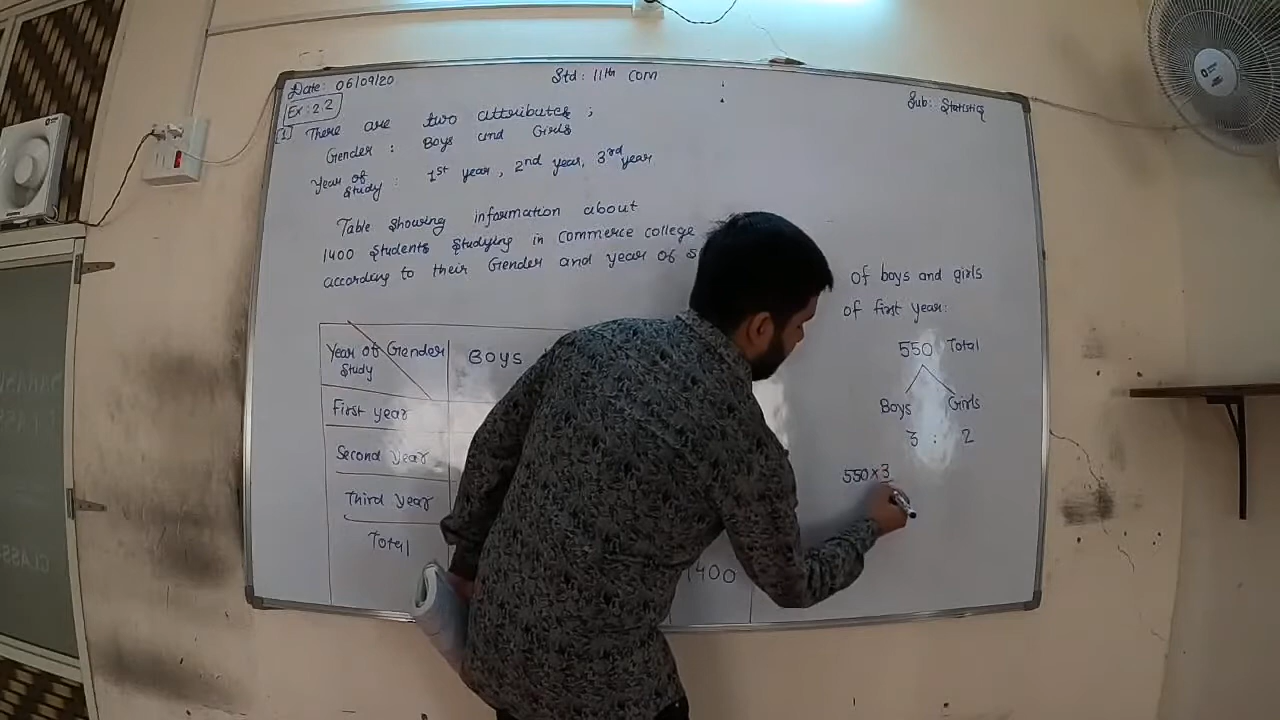 Date: 06/09/20
Std: 11th com
Sub: Statistic
Ex: 2.2
1 There are two attributes ;
Gender : Boys and Girls
Year of Study : 1st year, 2nd year, 3rd year
Table showing information about
1400 students studying in commerce college
according to their Gender and year of s
Year of Study Gender Boys
First year
Second year
Third year
Total 1400
of boys and girls
of first year:
550 Total
Boys Girls
3 : 2
550×3